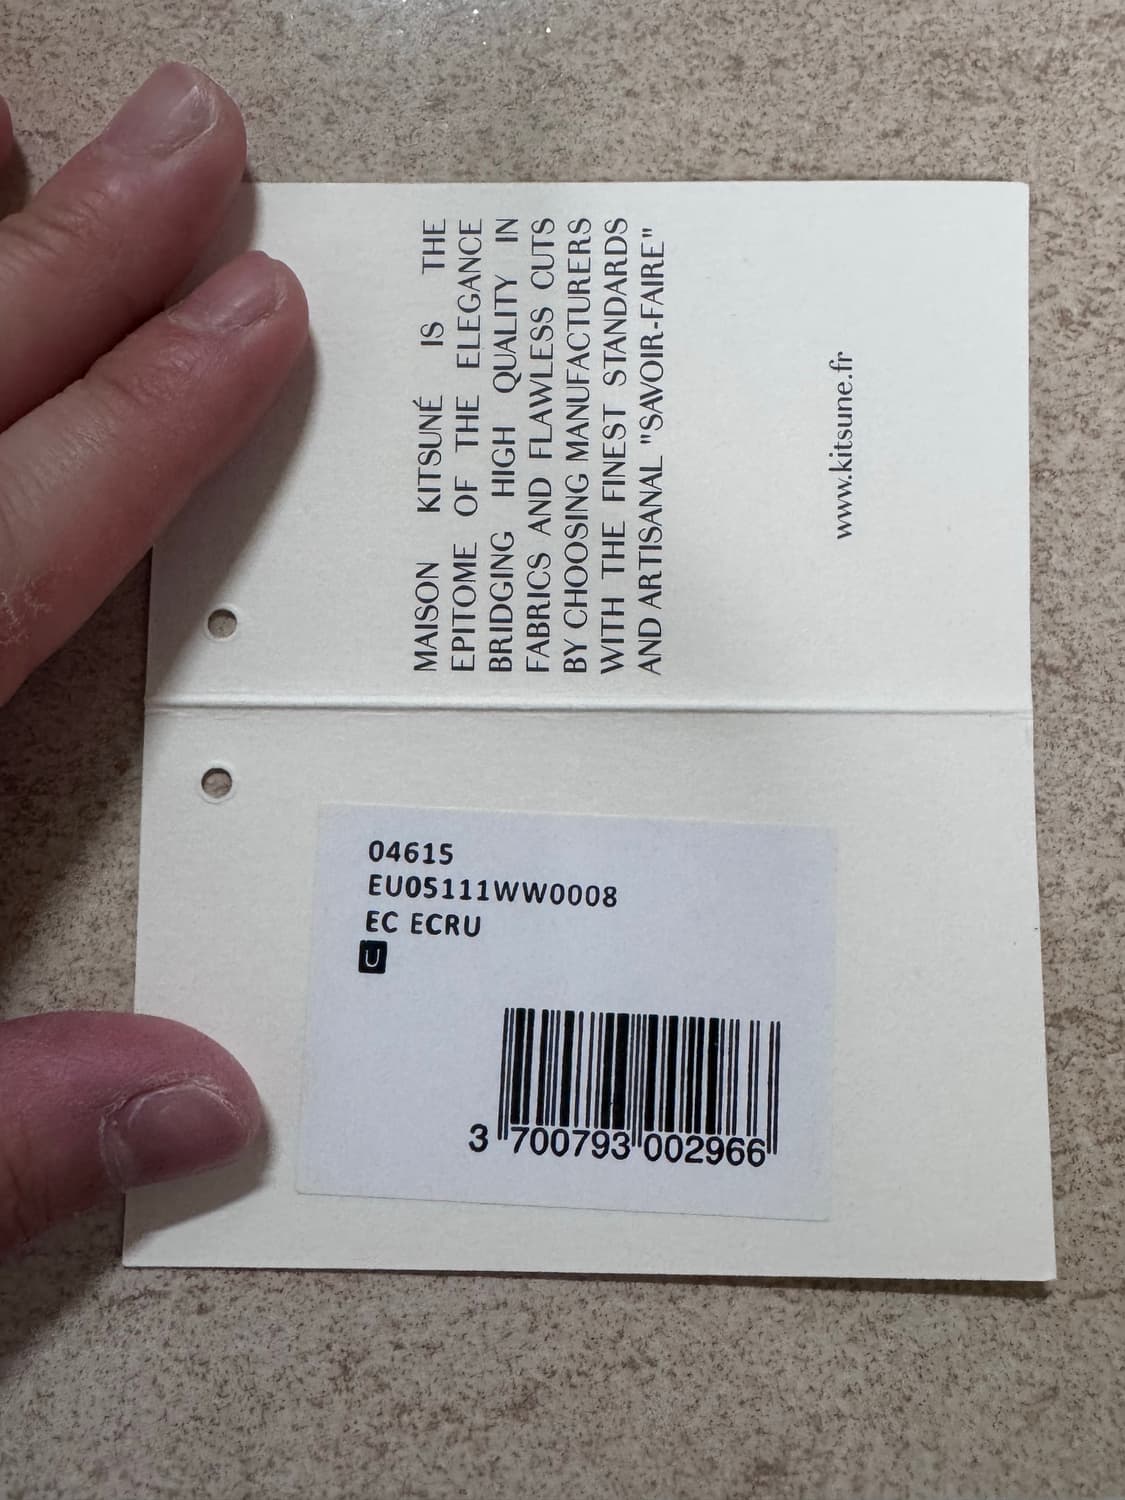 MAISON KITSUNÉ IS THE
EPITOME OF THE ELEGANCE
BRIDGING HIGH QUALITY IN
FABRICS AND FLAWLESS CUTS
BY CHOOSING MANUFACTURERS
WITH THE FINEST STANDARDS
AND ARTISANAL "SAVOIR-FAIRE"
www.kitsune.fr
04615
EU05111WW0008
EC ECRU
U
3 700793 002966